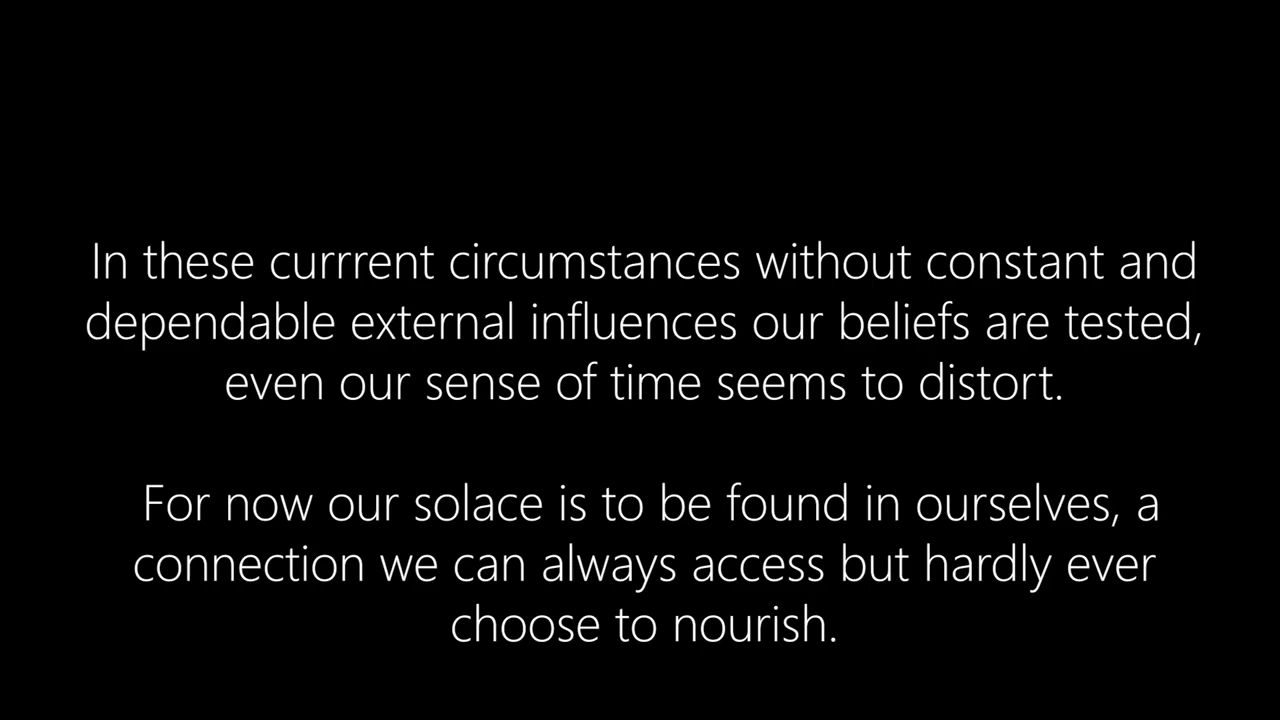 In these currrent circumstances without constant and
dependable external influences our beliefs are tested,
even our sense of time seems to distort.
For now our solace is to be found in ourselves, a
connection we can always access but hardly ever
choose to nourish.